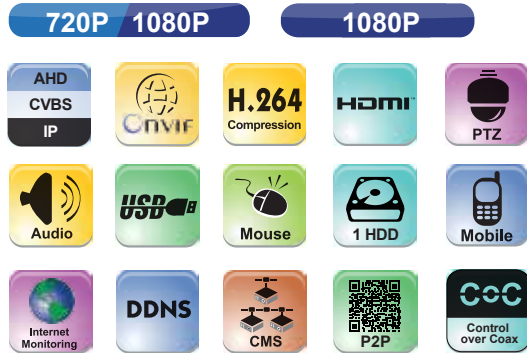 720P 1080P
1080P
AHD
CVBS
IP
Onvif
H.264
Compression
HDMI
PTZ
Audio
USB
Mouse
1 HDD
Mobile
Internet
Monitoring
DDNS
CMS
P2P
CoC
Control
over Coax